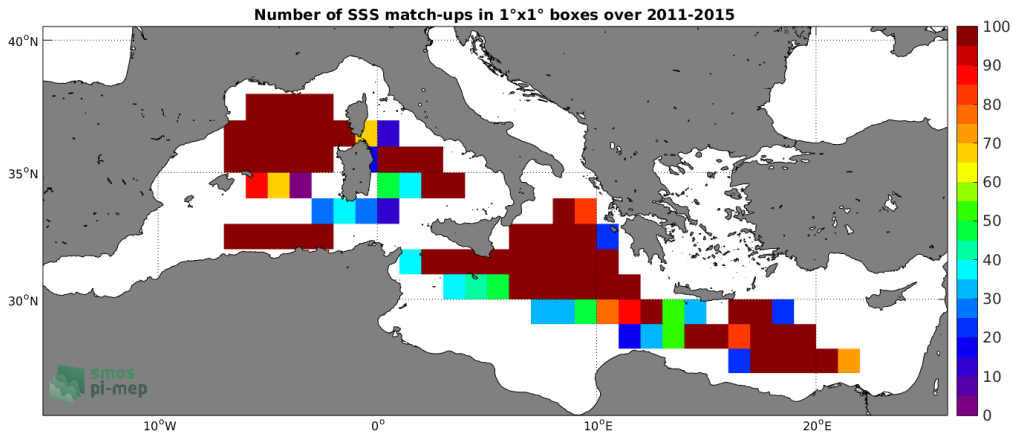 Number of SSS match-ups in 1°x1° boxes over 2011-2015
40°N
35°N
30°N
10°W
0°
10°E
20°E
100
90
80
70
60
50
40
30
20
10
0
smos
pi-mep